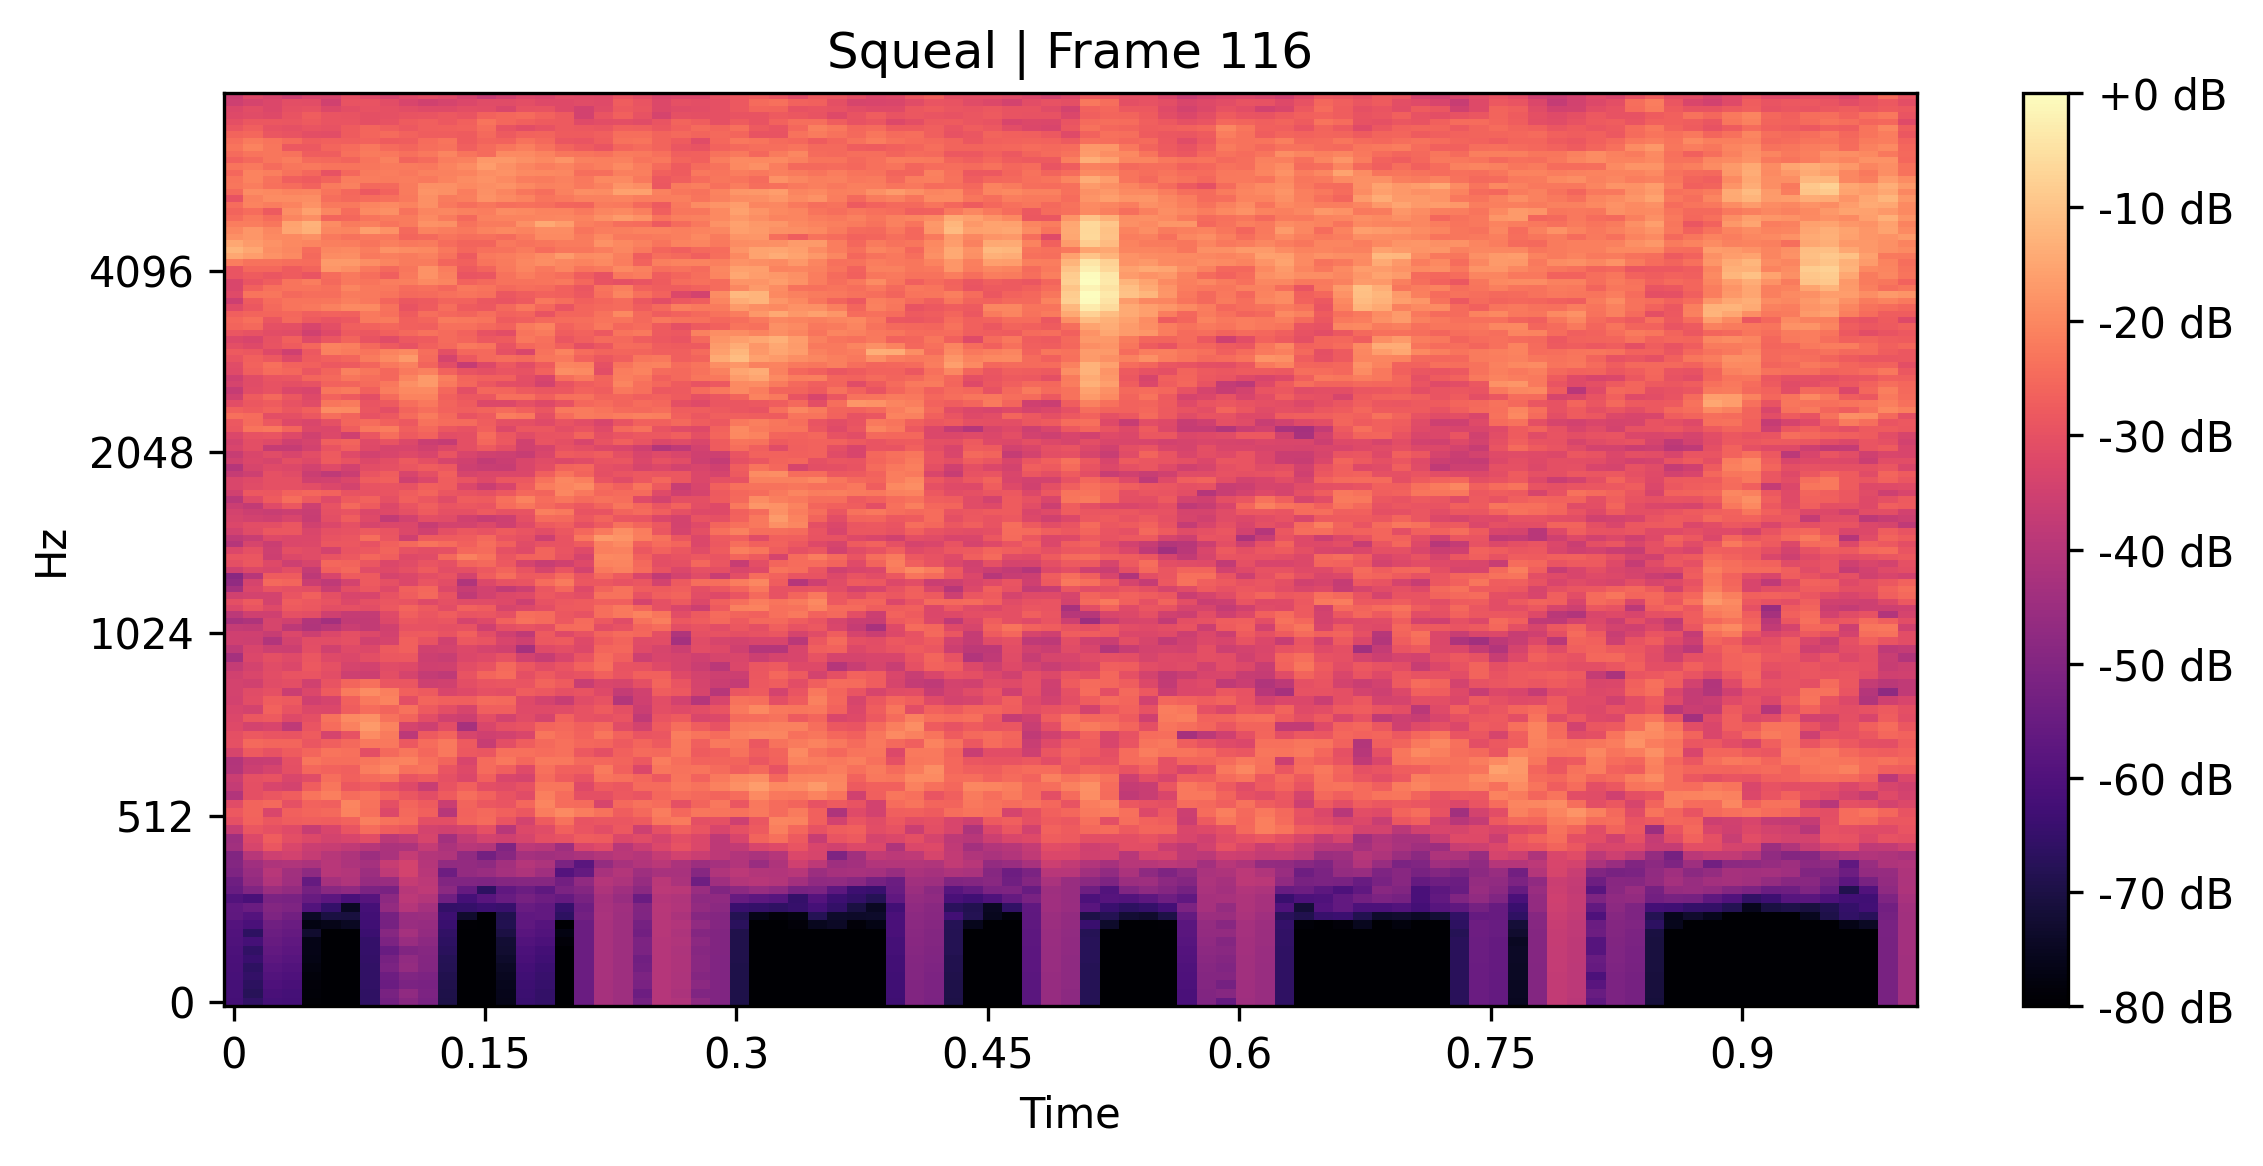 Squeal | Frame 116
+0 dB
-10 dB
4096
-20 dB
-30 dB
2048
-40 dB
Hz
1024
-50 dB
512
-60 dB
-70 dB
0
-80 dB
0 0.15 0.3 0.45 0.6 0.75 0.9
Time